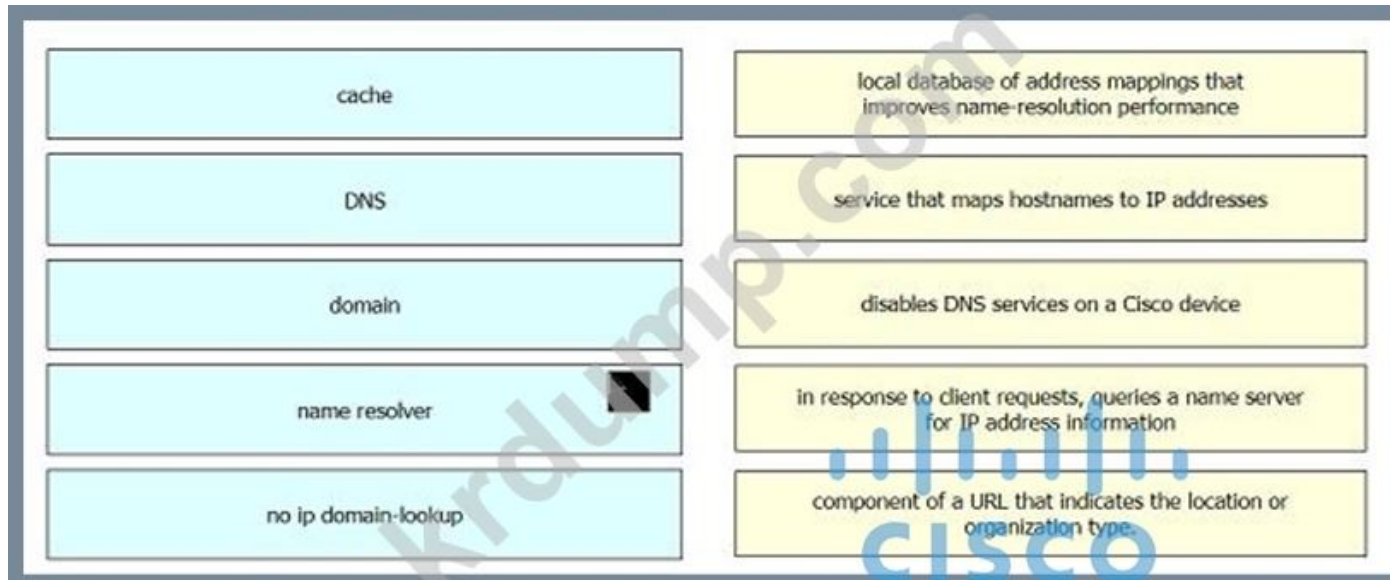 cache
local database of address mappings that
improves name-resolution performance
DNS
service that maps hostnames to IP addresses
domain
disables DNS services on a Cisco device
name resolver
in response to client requests, queries a name server
for IP address information
no ip domain-lookup
component of a URL that indicates the location or
organization type.
krdump.com
CISCO